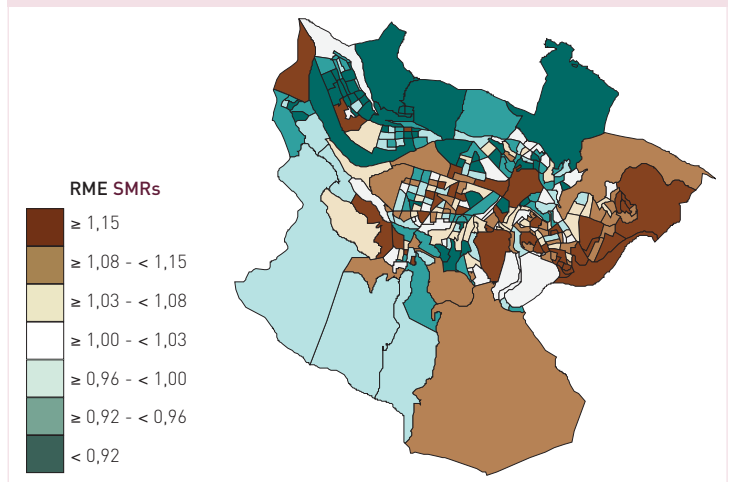 RME SMRs
≥ 1,15
≥ 1,08 - < 1,15
≥ 1,03 - < 1,08
≥ 1,00 - < 1,03
≥ 0,96 - < 1,00
≥ 0,92 - < 0,96
< 0,92